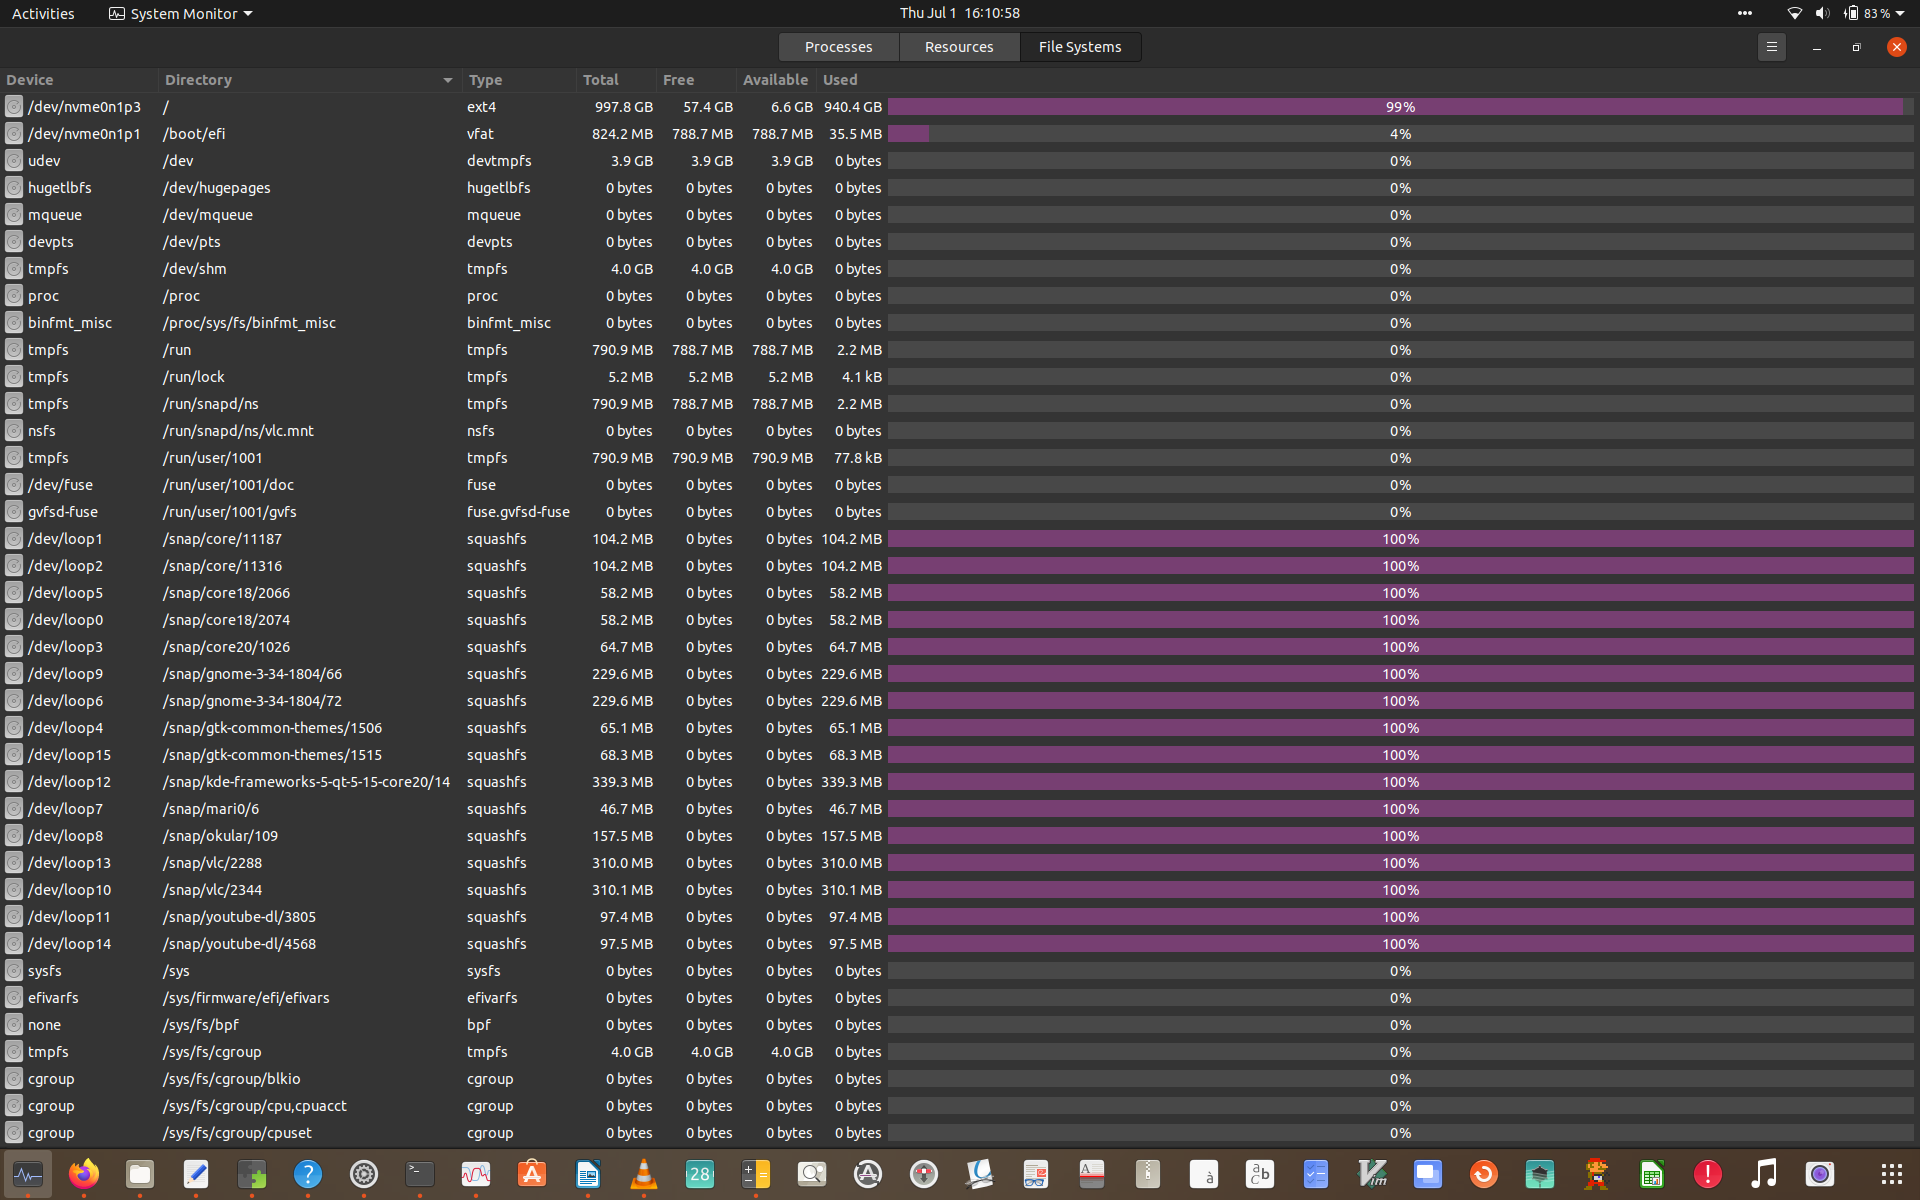 Activities System Monitor Thu Jul 1 16:10:58 83 %
Processes Resources File Systems
Device Directory Type Total Free Available Used
/dev/nvme0n1p3 / ext4 997.8 GB 57.4 GB 6.6 GB 940.4 GB 99%
/dev/nvme0n1p1 /boot/efi vfat 824.2 MB 788.7 MB 788.7 MB 35.5 MB 4%
udev /dev devtmpfs 3.9 GB 3.9 GB 3.9 GB 0 bytes 0%
hugetlbfs /dev/hugepages hugetlbfs 0 bytes 0 bytes 0 bytes 0 bytes 0%
mqueue /dev/mqueue mqueue 0 bytes 0 bytes 0 bytes 0 bytes 0%
devpts /dev/pts devpts 0 bytes 0 bytes 0 bytes 0 bytes 0%
tmpfs /dev/shm tmpfs 4.0 GB 4.0 GB 4.0 GB 0 bytes 0%
proc /proc proc 0 bytes 0 bytes 0 bytes 0 bytes 0%
binfmt_misc /proc/sys/fs/binfmt_misc binfmt_misc 0 bytes 0 bytes 0 bytes 0 bytes 0%
tmpfs /run tmpfs 790.9 MB 788.7 MB 788.7 MB 2.2 MB 0%
tmpfs /run/lock tmpfs 5.2 MB 5.2 MB 5.2 MB 4.1 kB 0%
tmpfs /run/snapd/ns tmpfs 790.9 MB 788.7 MB 788.7 MB 2.2 MB 0%
nsfs /run/snapd/ns/vlc.mnt nsfs 0 bytes 0 bytes 0 bytes 0 bytes 0%
tmpfs /run/user/1001 tmpfs 790.9 MB 790.9 MB 790.9 MB 77.8 kB 0%
/dev/fuse /run/user/1001/doc fuse 0 bytes 0 bytes 0 bytes 0 bytes 0%
gvfsd-fuse /run/user/1001/gvfs fuse.gvfsd-fuse 0 bytes 0 bytes 0 bytes 0 bytes 0%
/dev/loop1 /snap/core/11187 squashfs 104.2 MB 0 bytes 0 bytes 104.2 MB 100%
/dev/loop2 /snap/core/11316 squashfs 104.2 MB 0 bytes 0 bytes 104.2 MB 100%
/dev/loop5 /snap/core18/2066 squashfs 58.2 MB 0 bytes 0 bytes 58.2 MB 100%
/dev/loop0 /snap/core18/2074 squashfs 58.2 MB 0 bytes 0 bytes 58.2 MB 100%
/dev/loop3 /snap/core20/1026 squashfs 64.7 MB 0 bytes 0 bytes 64.7 MB 100%
/dev/loop9 /snap/gnome-3-34-1804/66 squashfs 229.6 MB 0 bytes 0 bytes 229.6 MB 100%
/dev/loop6 /snap/gnome-3-34-1804/72 squashfs 229.6 MB 0 bytes 0 bytes 229.6 MB 100%
/dev/loop4 /snap/gtk-common-themes/1506 squashfs 65.1 MB 0 bytes 0 bytes 65.1 MB 100%
/dev/loop15 /snap/gtk-common-themes/1515 squashfs 68.3 MB 0 bytes 0 bytes 68.3 MB 100%
/dev/loop12 /snap/kde-frameworks-5-qt-5-15-core20/14 squashfs 339.3 MB 0 bytes 0 bytes 339.3 MB 100%
/dev/loop7 /snap/mari0/6 squashfs 46.7 MB 0 bytes 0 bytes 46.7 MB 100%
/dev/loop8 /snap/okular/109 squashfs 157.5 MB 0 bytes 0 bytes 157.5 MB 100%
/dev/loop13 /snap/vlc/2288 squashfs 310.0 MB 0 bytes 0 bytes 310.0 MB 100%
/dev/loop10 /snap/vlc/2344 squashfs 310.1 MB 0 bytes 0 bytes 310.1 MB 100%
/dev/loop11 /snap/youtube-dl/3805 squashfs 97.4 MB 0 bytes 0 bytes 97.4 MB 100%
/dev/loop14 /snap/youtube-dl/4568 squashfs 97.5 MB 0 bytes 0 bytes 97.5 MB 100%
sysfs /sys sysfs 0 bytes 0 bytes 0 bytes 0 bytes 0%
efivarfs /sys/firmware/efi/efivars efivarfs 0 bytes 0 bytes 0 bytes 0 bytes 0%
none /sys/fs/bpf bpf 0 bytes 0 bytes 0 bytes 0 bytes 0%
tmpfs /sys/fs/cgroup tmpfs 4.0 GB 4.0 GB 4.0 GB 0 bytes 0%
cgroup /sys/fs/cgroup/blkio cgroup 0 bytes 0 bytes 0 bytes 0 bytes 0%
cgroup /sys/fs/cgroup/cpu,cpuacct cgroup 0 bytes 0 bytes 0 bytes 0 bytes 0%
cgroup /sys/fs/cgroup/cpuset cgroup 0 bytes 0 bytes 0 bytes 0 bytes 0%
28 A à a b c Vim